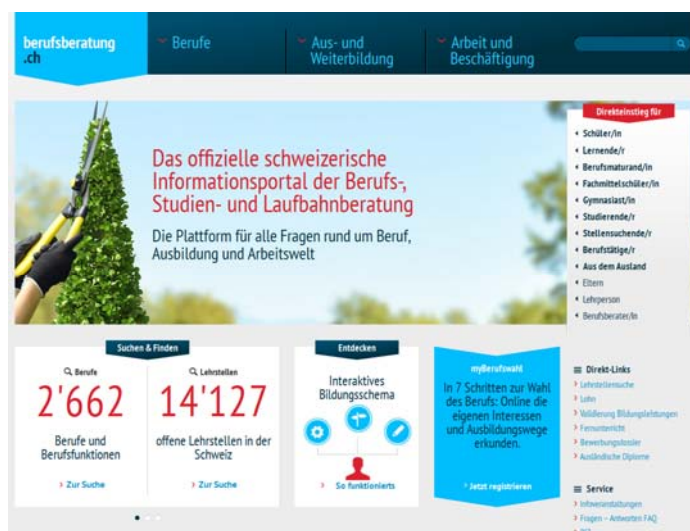 berufsberatung
.ch
Berufe
Aus- und
Weiterbildung
Arbeit und
Beschäftigung
Das offizielle schweizerische
Informationsportal der Berufs-,
Studien- und Laufbahnberatung
Die Plattform für alle Fragen rund um Beruf,
Ausbildung und Arbeitswelt
Direkteinstieg für
Schüler/in
Lernende/r
Berufsmaturand/in
Fachmittelschüler/in
Gymnasiast/in
Studierende/r
Stellensuchende/r
Berufstätige/r
Aus dem Ausland
Eltern
Lehrperson
Berufsberater/in
Suchen & Finden
Berufe
2'662
Berufe und
Berufsfunktionen
Zur Suche
Lehrstellen
14'127
offene Lehrstellen in der
Schweiz
Zur Suche
Entdecken
Interaktives
Bildungsschema
So funktionierts
myBerufswahl
In 7 Schritten zur Wahl
des Berufs: Online die
eigenen Interessen
und Ausbildungswege
erkunden.
Jetzt registrieren
Direkt-Links
Lehrstellensuche
Lohn
Validierung Bildungsleistungen
Fernunterricht
Bewerbungsdossier
Ausländische Diplome
Service
Infoveranstaltungen
Fragen – Antworten FAQ